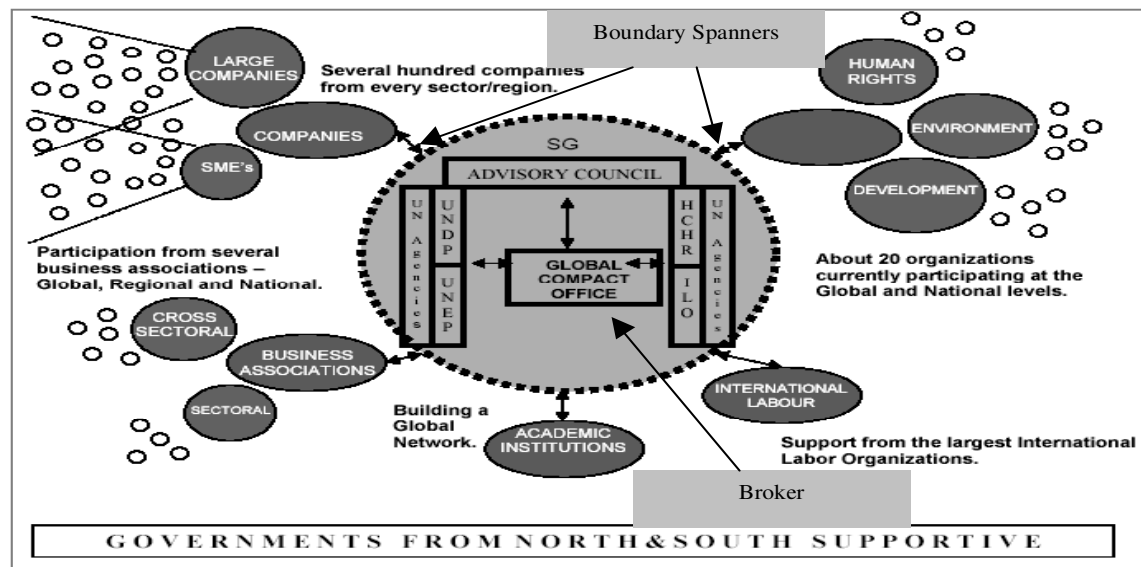 Boundary Spanners
LARGE
COMPANIES
Several hundred companies
from every sector/region.
COMPANIES
SME's
HUMAN
RIGHTS
ENVIRONMENT
DEVELOPMENT
SG
ADVISORY COUNCIL
UN Agencies
UNDP
UNEP
GLOBAL
COMPACT
OFFICE
HCHR
ILO
UN Agencies
Participation from several
business associations –
Global, Regional and National.
About 20 organizations
currently participating at the
Global and National levels.
CROSS
SECTORAL
BUSINESS
ASSOCIATIONS
SECTORAL
INTERNATIONAL
LABOUR
Building a
Global
Network.
ACADEMIC
INSTITUTIONS
Support from the largest International
Labor Organizations.
Broker
GOVERNMENTS FROM NORTH&SOUTH SUPPORTIVE